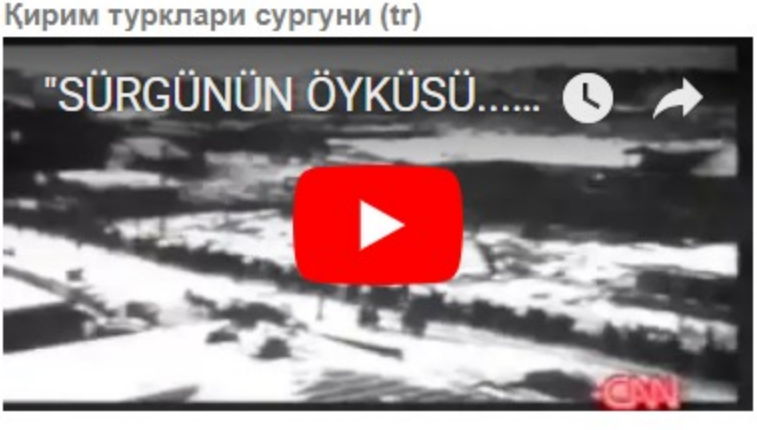 Қирим турклари сургуни (tr)
"SÜRGÜNÜN ÖYKÜSÜ......
CNN